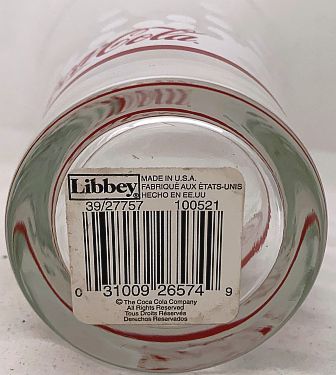 Cola
Libbey
MADE IN U.S.A.
FABRIQUÉ AUX ÉTATS-UNIS
HECHO EN EE.UU
39/27757 100521
0 31009 26574 9
© The Coca Cola Company
All Rights Reserved
Tous Droits Réservés
Derechos Reservados